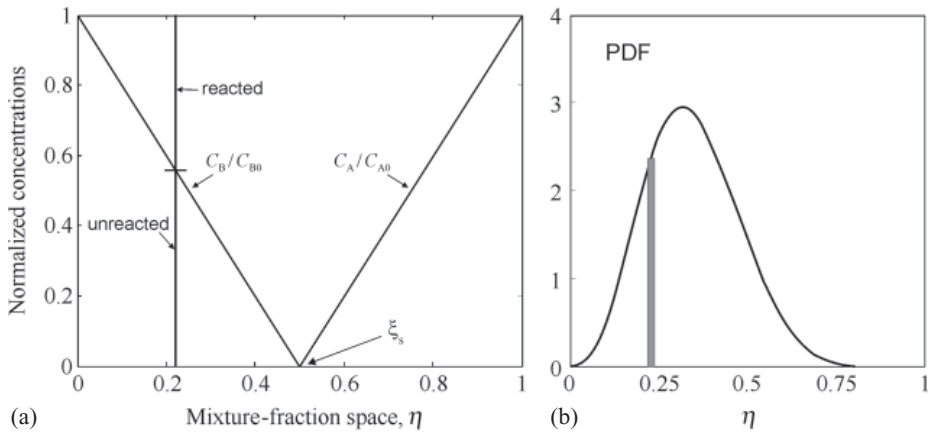 1
0.8
0.6
0.4
0.2
0
Normalized concentrations
reacted
C_B/C_B0
C_A/C_A0
unreacted
ξ_s
0 0.2 0.4 0.6 0.8 1
(a) Mixture-fraction space, η
4
3
2
1
0
PDF
0 0.25 0.5 0.75 1
(b) η